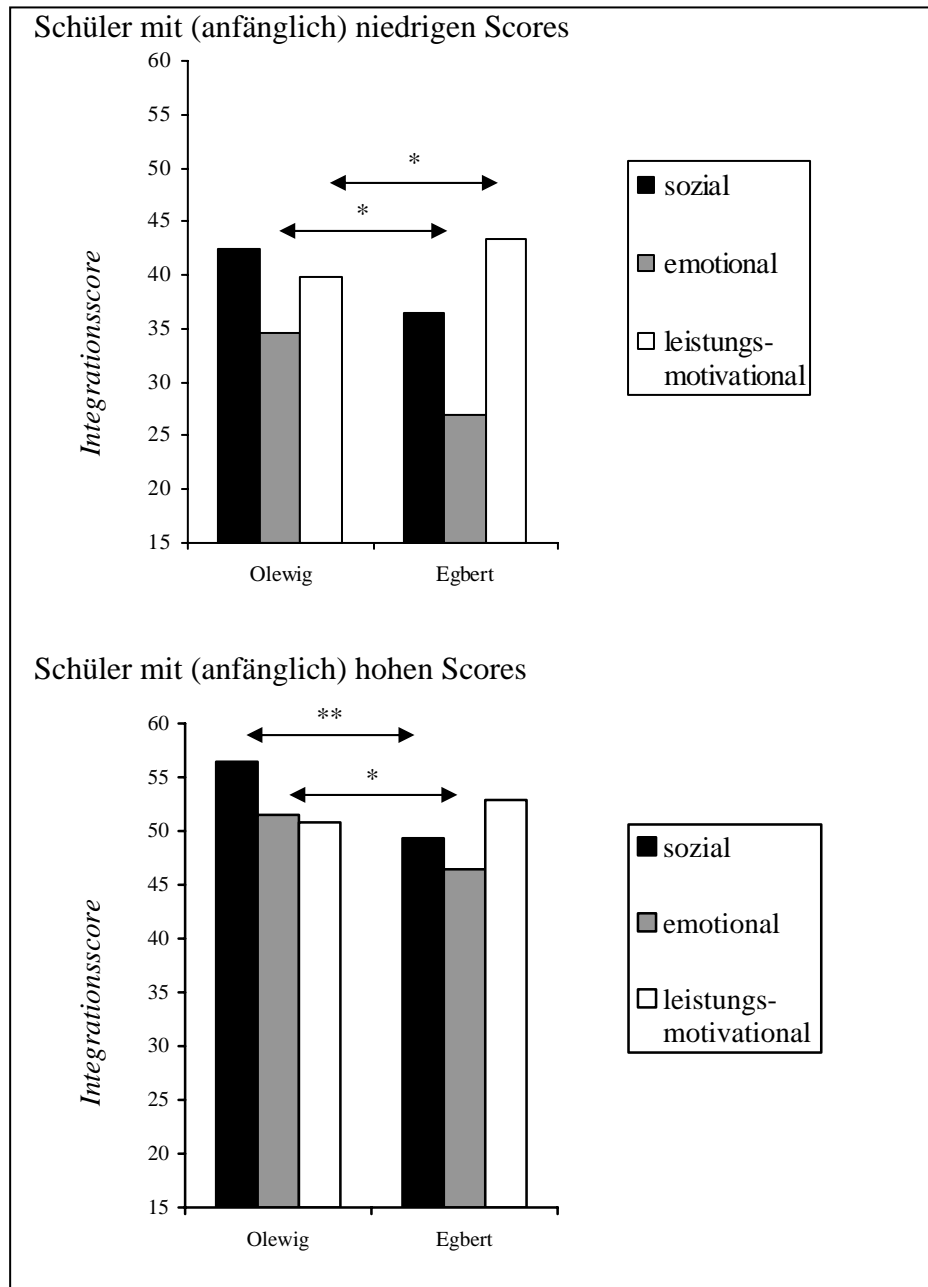 Schüler mit (anfänglich) niedrigen Scores
60
55
50
45
40
35
30
25
20
15
Integrationsscore
*
*
Olewig
Egbert
sozial
emotional
leistungs-
motivational
Schüler mit (anfänglich) hohen Scores
60
55
50
45
40
35
30
25
20
15
Integrationsscore
**
*
Olewig
Egbert
sozial
emotional
leistungs-
motivational